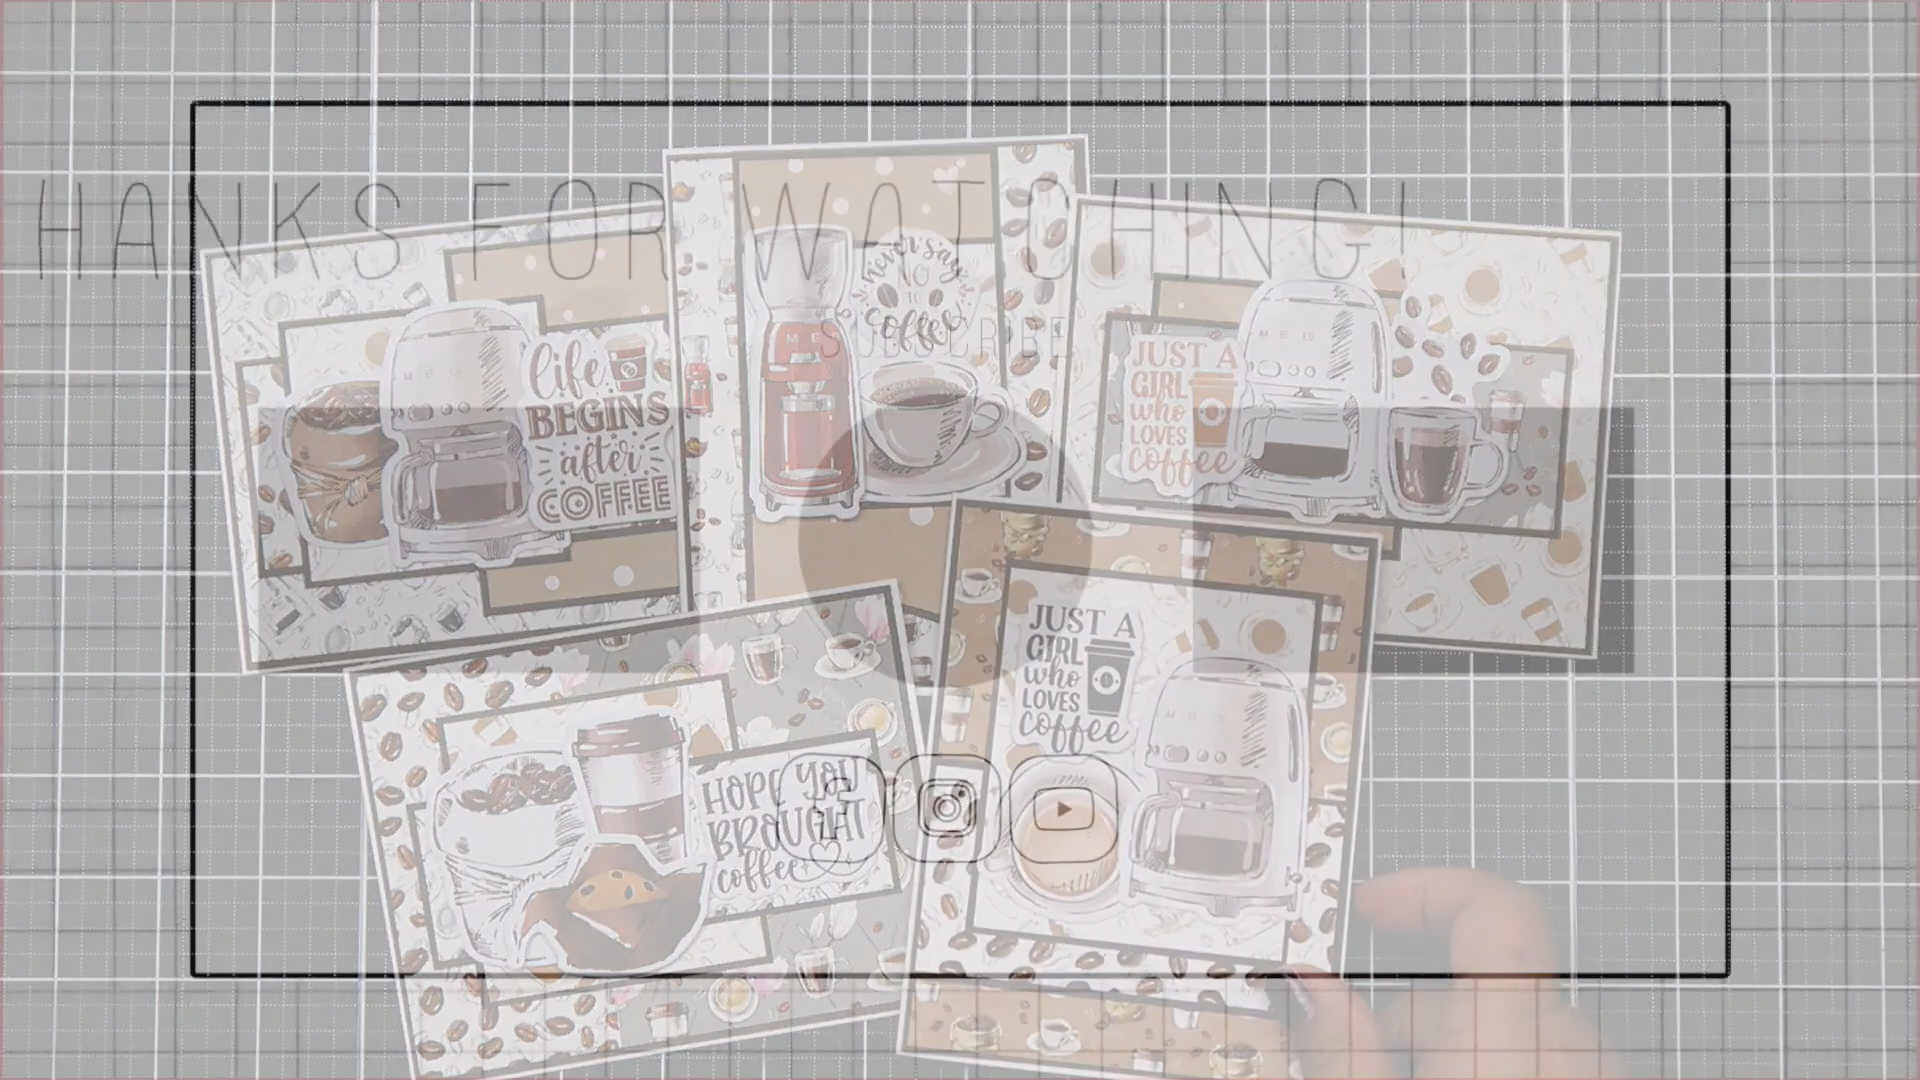 HANKS FOR WATCHING!
SUBSCRIBE
life
BEGINS
after
COFFEE
never say
NO
TO
coffee
JUST A
GIRL
who
LOVES
coffee
HOPE YOU
BROUGHT
coffee
JUST A
GIRL
who
LOVES
coffee